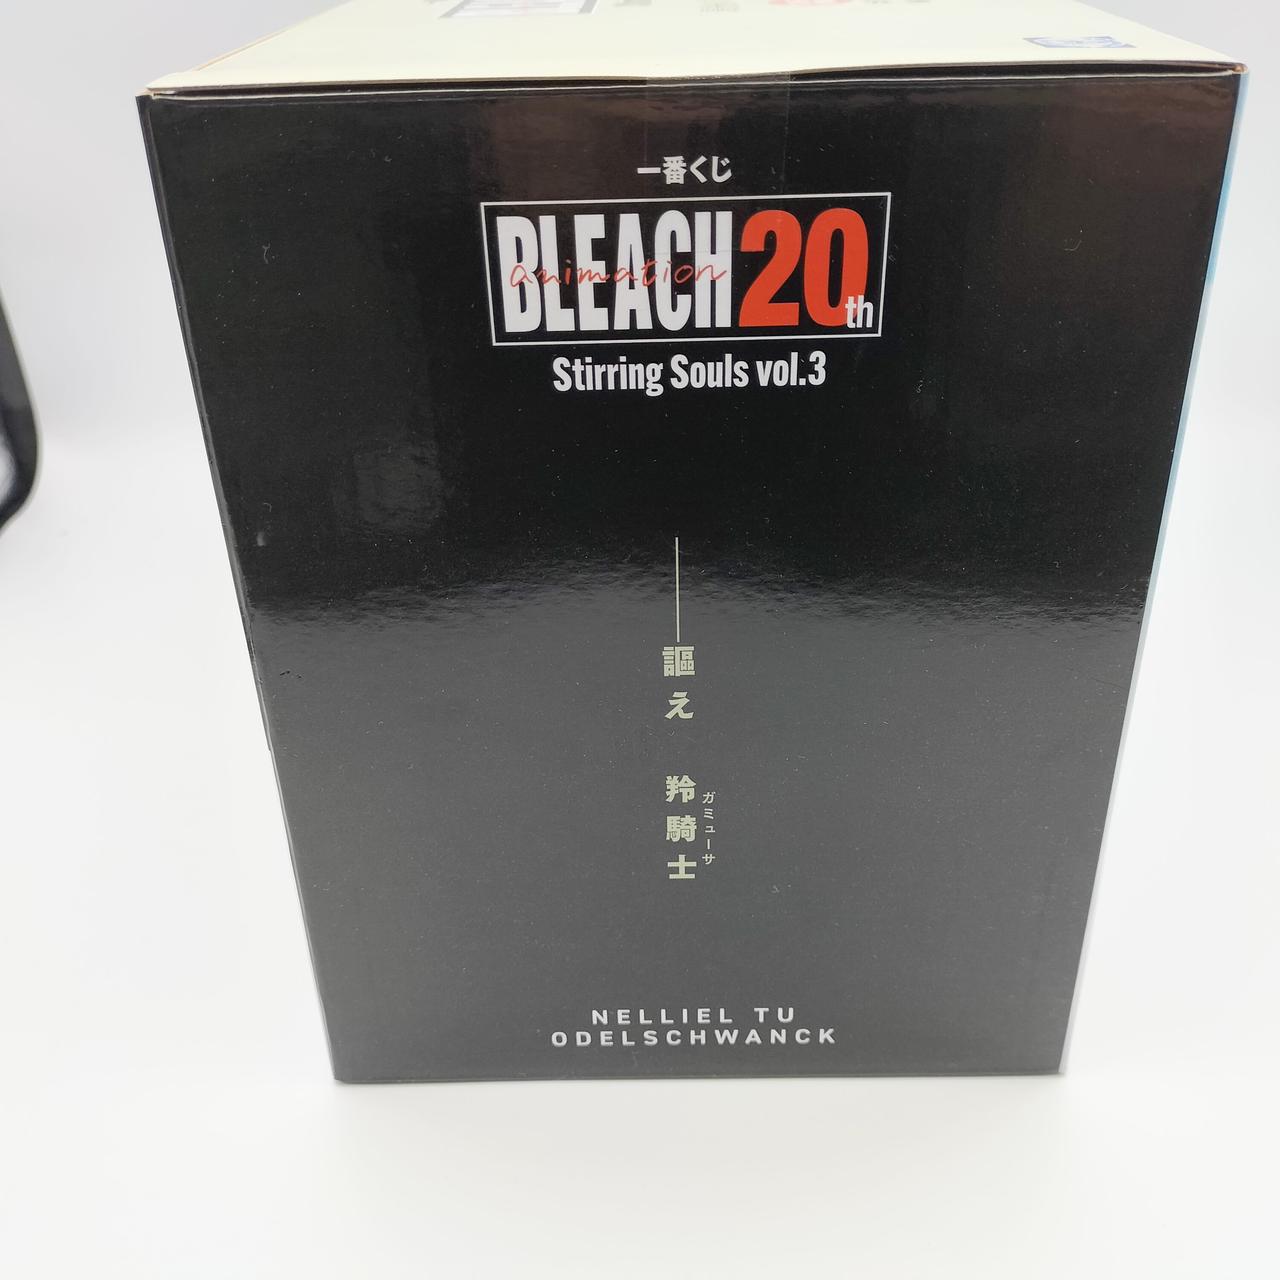 一番くじ
BLEACH 20th
animation
Stirring Souls vol.3
謳え 羚騎士
ガミューサ
NELLIEL TU
ODELSCHWANCK